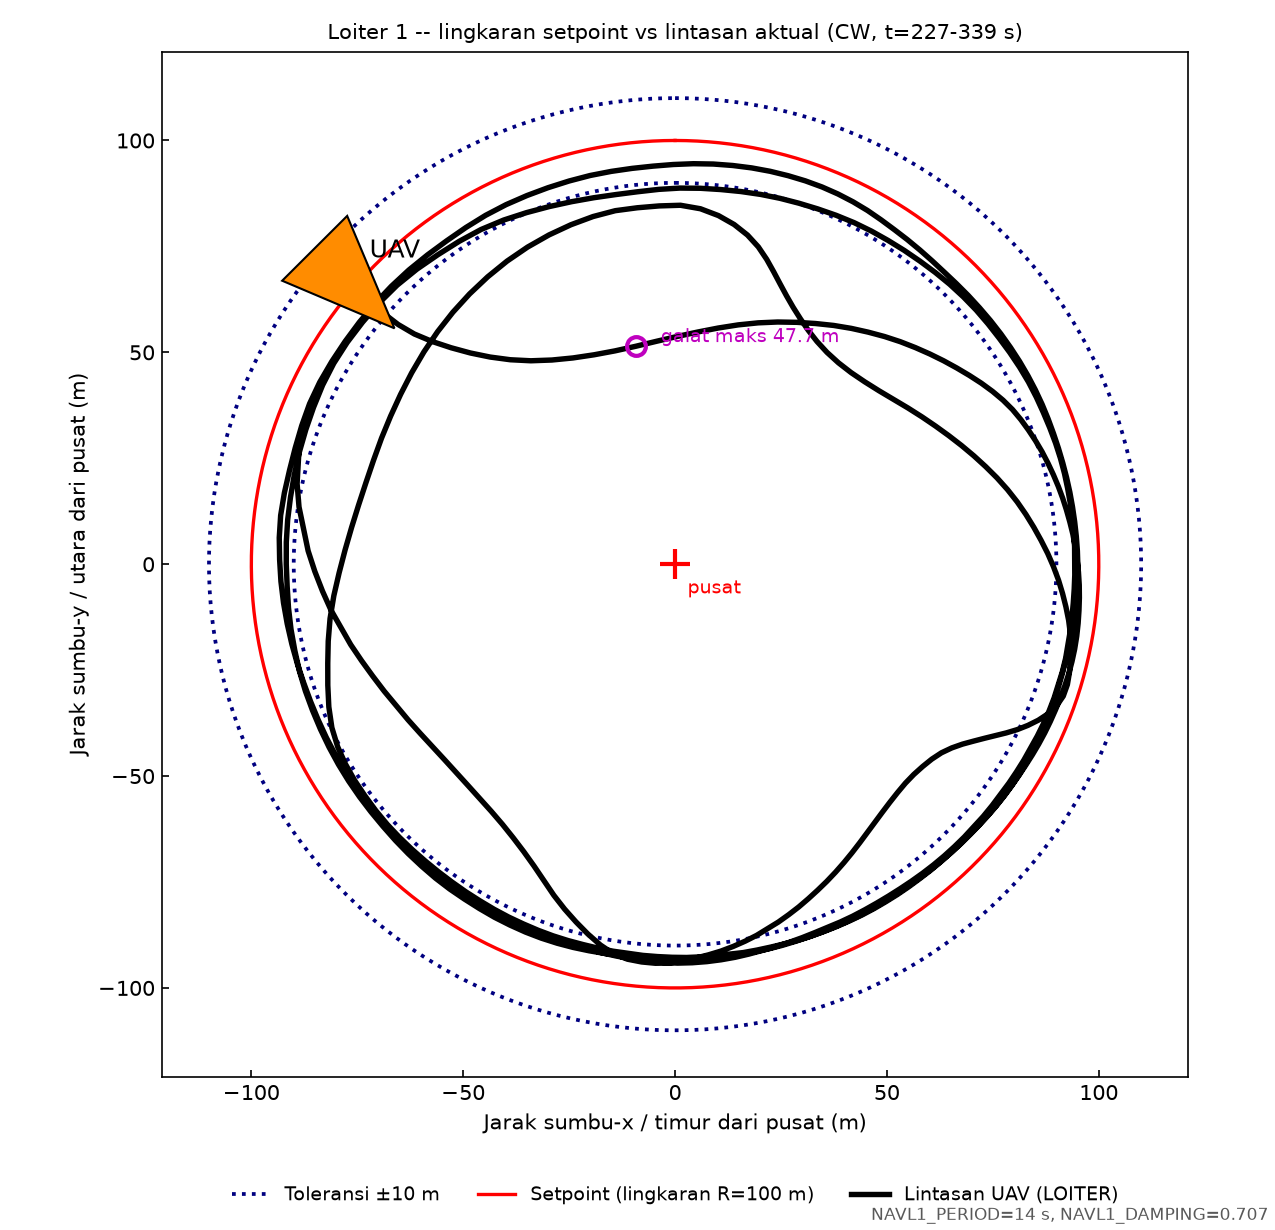 Loiter 1 -- lingkaran setpoint vs lintasan aktual (CW, t=227-339 s)
Jarak sumbu-y / utara dari pusat (m)
100
50
0
−50
−100
UAV
galat maks 47.7 m
pusat
−100 −50 0 50 100
Jarak sumbu-x / timur dari pusat (m)
Toleransi ±10 m Setpoint (lingkaran R=100 m) Lintasan UAV (LOITER)
NAVL1_PERIOD=14 s, NAVL1_DAMPING=0.707